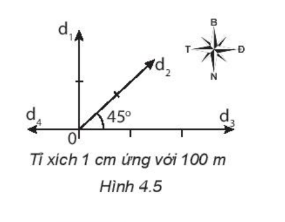 d₁
B
d₂
T
Đ
N
d₄
45°
d₃
0
Tỉ xích 1 cm ứng với 100 m
Hình 4.5